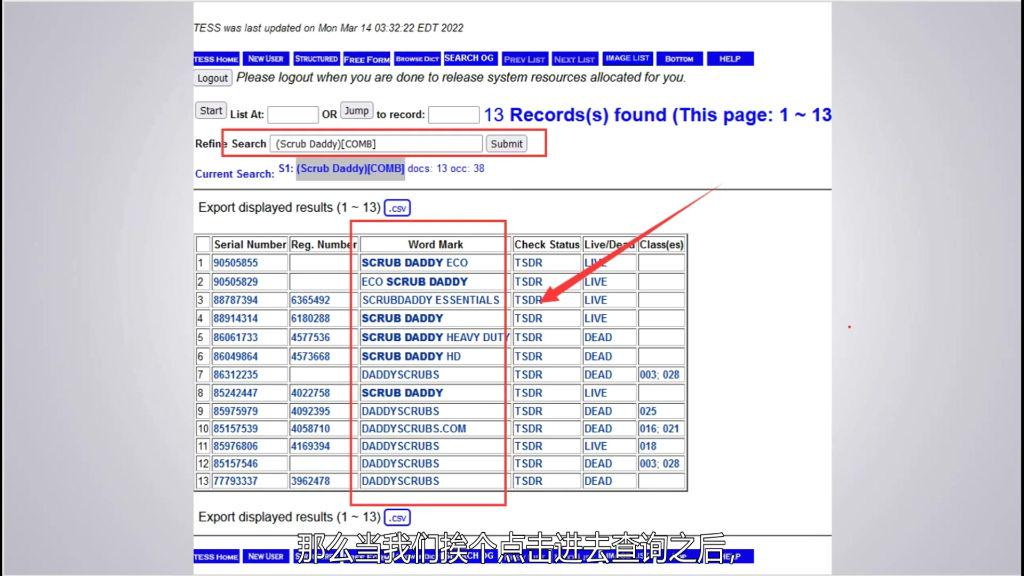 TESS was last updated on Mon Mar 14 03:32:22 EDT 2022
TESS HOME NEW USER STRUCTURED FREE FORM BROWSE DICT SEARCH OG PREV LIST NEXT LIST IMAGE LIST BOTTOM HELP
Logout Please logout when you are done to release system resources allocated for you.
Start List At: OR Jump to record: 13 Records(s) found (This page: 1 ~ 13
Refine Search (Scrub Daddy)[COMB] Submit
Current Search: S1: (Scrub Daddy)[COMB] docs: 13 occ: 38
Export displayed results (1 ~ 13) .csv
Serial Number Reg. Number Word Mark Check Status Live/Dead Class(es)
1 90505855 SCRUB DADDY ECO TSDR LIVE
2 90505829 ECO SCRUB DADDY TSDR LIVE
3 88787394 6365492 SCRUBDADDY ESSENTIALS TSDR LIVE
4 88914314 6180288 SCRUB DADDY TSDR LIVE
5 86061733 4577536 SCRUB DADDY HEAVY DUTY TSDR DEAD
6 86049864 4573668 SCRUB DADDY HD TSDR DEAD
7 86312235 DADDYSCRUBS TSDR DEAD 003; 028
8 85242447 4022758 SCRUB DADDY TSDR LIVE
9 85975979 4092395 DADDYSCRUBS TSDR DEAD 025
10 85157539 4058710 DADDYSCRUBS.COM TSDR DEAD 016; 021
11 85976806 4169394 DADDYSCRUBS TSDR LIVE 018
12 85157546 DADDYSCRUBS TSDR DEAD 003; 028
13 77793337 3962478 DADDYSCRUBS TSDR DEAD
Export displayed results (1 ~ 13) .csv
TESS HOME NEW USER
那么当我们挨个点击进去查询之后,